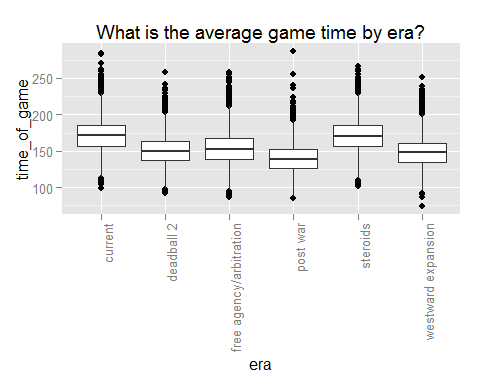 What is the average game time by era?
time_of_game
250
200
150
100
current
deadball 2
free agency/arbitration
post war
steroids
westward expansion
era